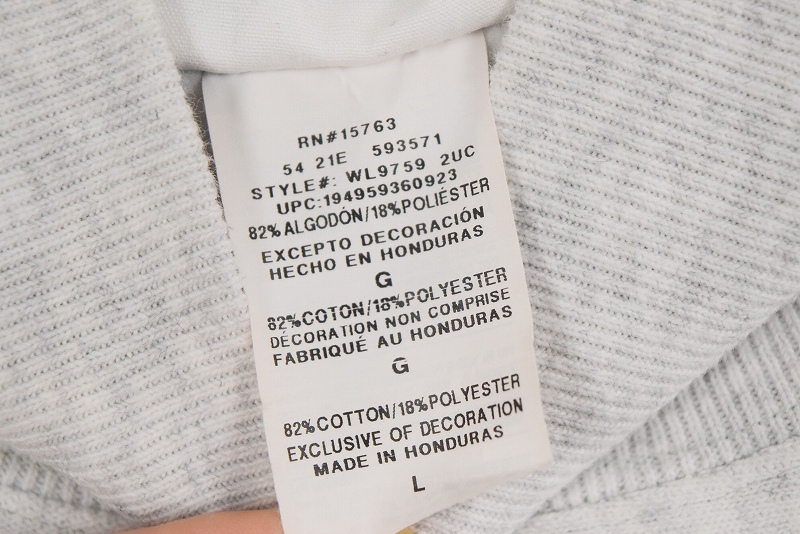 RN#15763
54 21E 593571
STYLE#: WL9759 2UC
UPC:194959360923
82%ALGODÓN/18%POLIÉSTER
EXCEPTO DECORACIÓN
HECHO EN HONDURAS
G
82%COTON/18%POLYESTER
DÉCORATION NON COMPRISE
FABRIQUÉ AU HONDURAS
G
82%COTTON/18%POLYESTER
EXCLUSIVE OF DECORATION
MADE IN HONDURAS
L